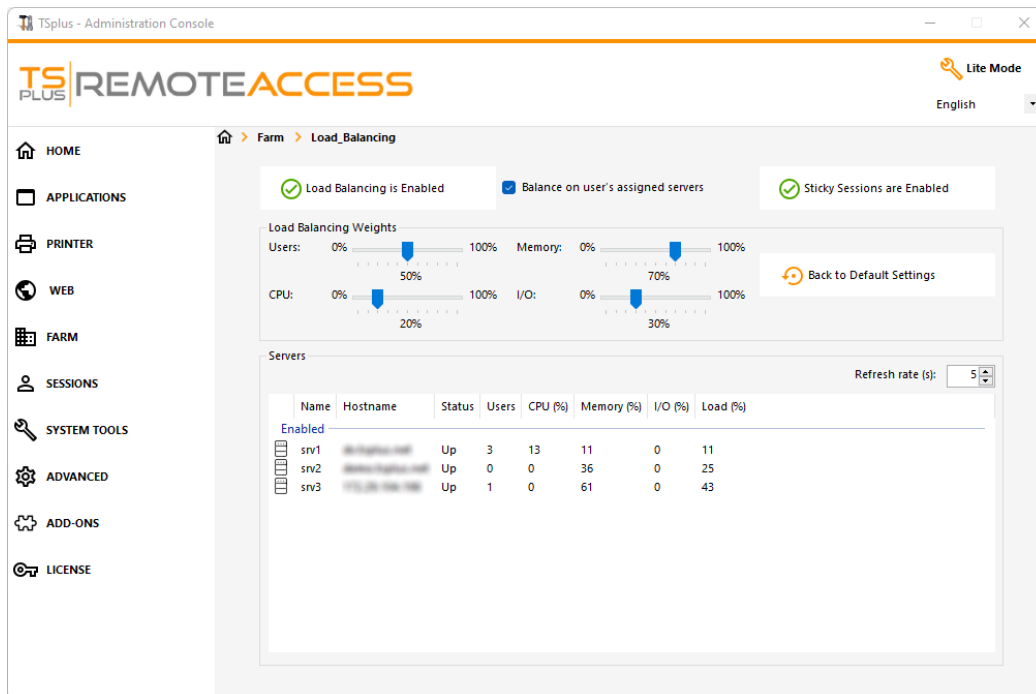 TSplus - Administration Console
TS PLUS REMOTEACCESS
Lite Mode
English
HOME
APPLICATIONS
PRINTER
WEB
FARM
SESSIONS
SYSTEM TOOLS
ADVANCED
ADD-ONS
LICENSE
Farm Load_Balancing
Load Balancing is Enabled
Balance on user's assigned servers
Sticky Sessions are Enabled
Load Balancing Weights
Users: 0% 100% Memory: 0% 100%
50% 70%
Back to Default Settings
CPU: 0% 100% I/O: 0% 100%
20% 30%
Servers
Refresh rate (s): 5
Name Hostname Status Users CPU (%) Memory (%) I/O (%) Load (%)
Enabled
srv1 Up 3 13 11 0 11
srv2 Up 0 0 36 0 25
srv3 Up 1 0 61 0 43